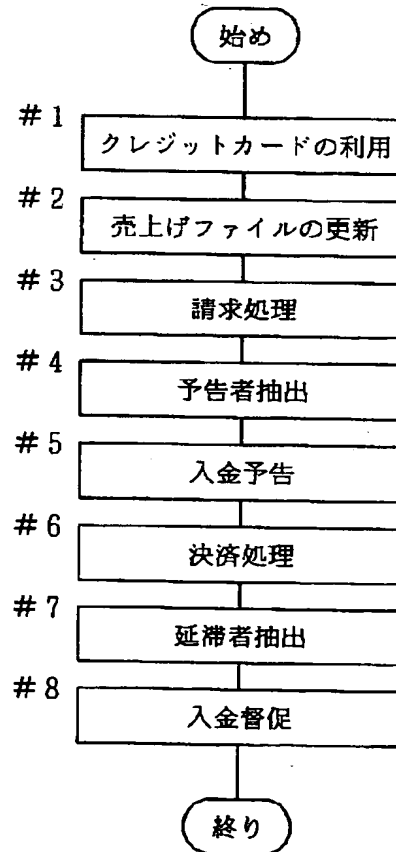 始め
#1
クレジットカードの利用
#2
売上げファイルの更新
#3
請求処理
#4
予告者抽出
#5
入金予告
#6
決済処理
#7
延滞者抽出
#8
入金督促
終り